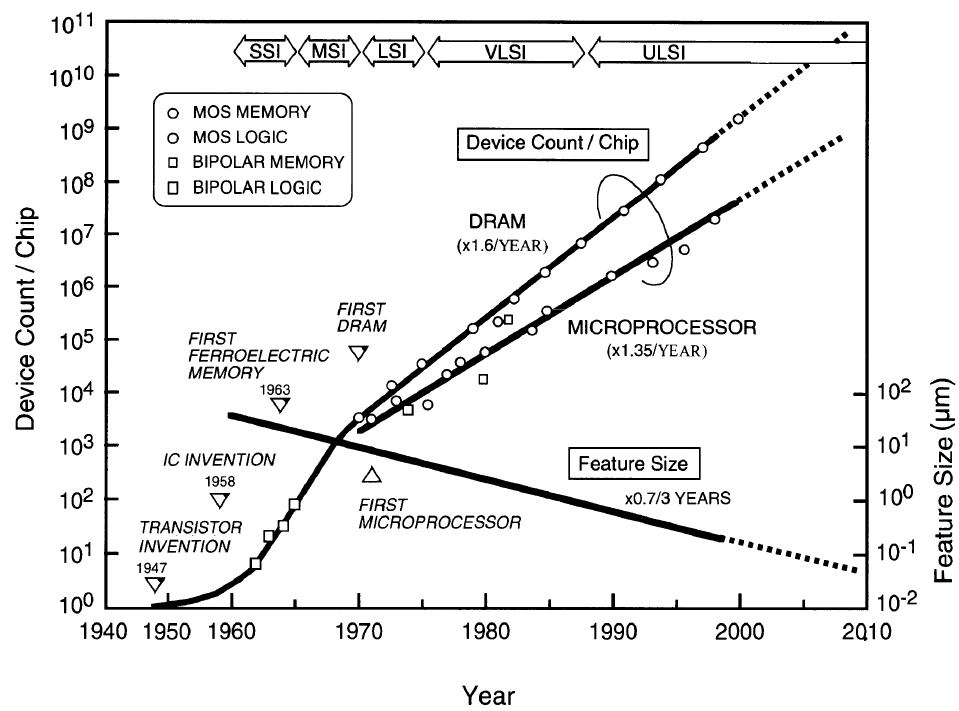 10¹¹
10¹⁰
10⁹
10⁸
10⁷
10⁶
10⁵
10⁴
10³
10²
10¹
10⁰
Device Count / Chip
SSI MSI LSI VLSI ULSI
MOS MEMORY
MOS LOGIC
BIPOLAR MEMORY
BIPOLAR LOGIC
Device Count / Chip
DRAM
(x1.6/YEAR)
MICROPROCESSOR
(x1.35/YEAR)
FIRST
DRAM
FIRST
FERROELECTRIC
MEMORY
1963
IC INVENTION
1958
TRANSISTOR
INVENTION
1947
FIRST
MICROPROCESSOR
Feature Size
x0.7/3 YEARS
10²
10¹
10⁰
10⁻¹
10⁻²
Feature Size (μm)
1940 1950 1960 1970 1980 1990 2000 2010
Year